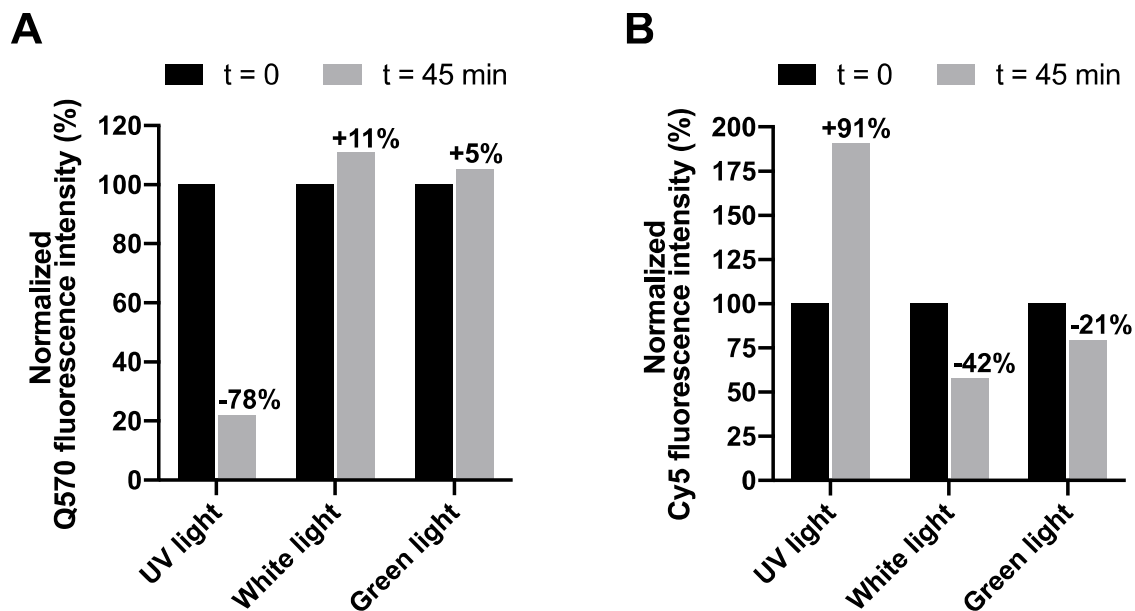 A
t = 0 t = 45 min
Normalized
Q570 fluorescence intensity (%)
120
100
80
60
40
20
0
-78%
+11%
+5%
UV light
White light
Green light
B
t = 0 t = 45 min
Normalized
Cy5 fluorescence intensity (%)
200
175
150
125
100
75
50
25
0
+91%
-42%
-21%
UV light
White light
Green light